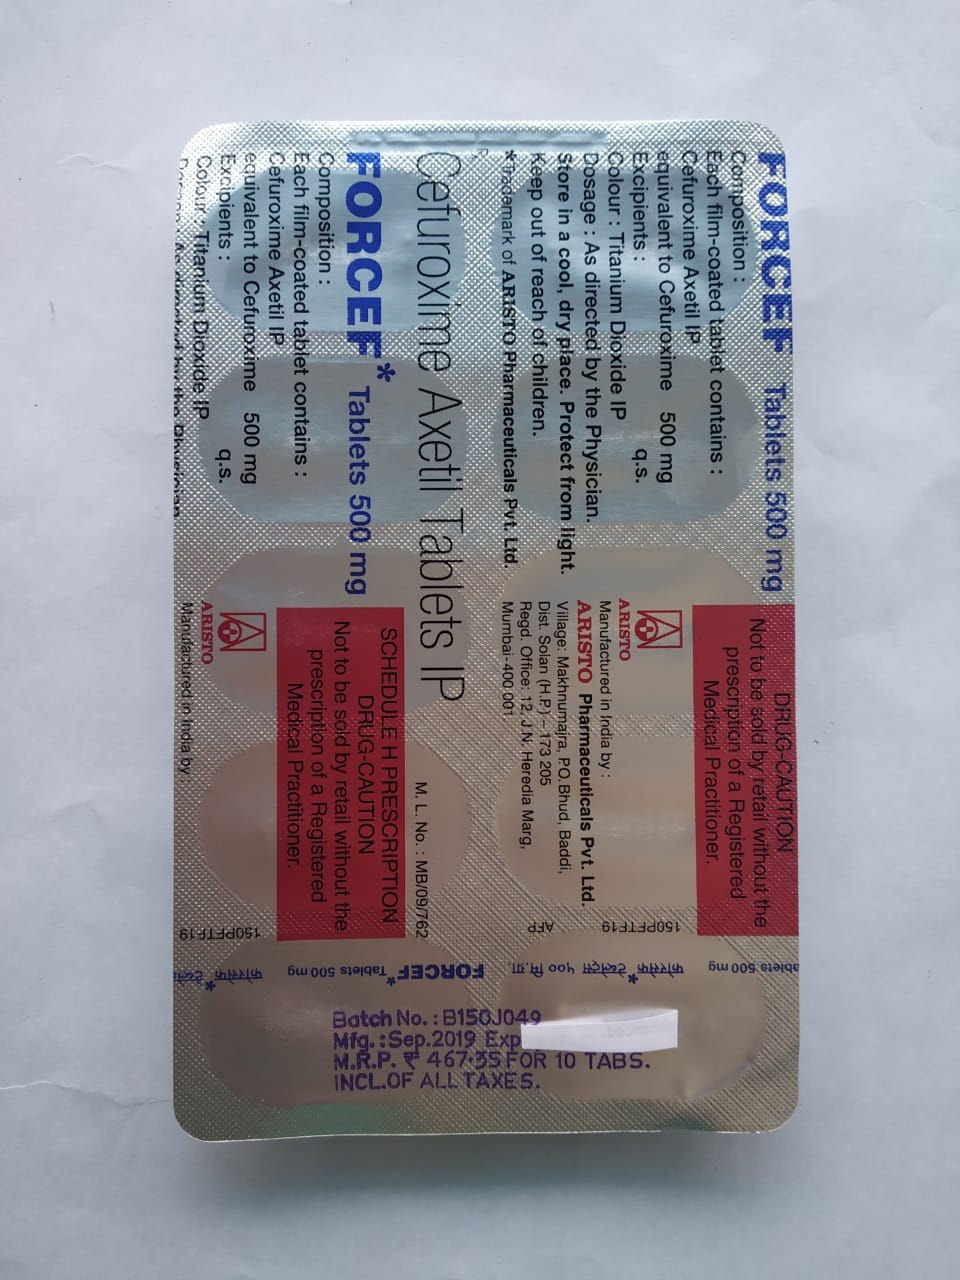 FORCEF Tablets 500 mg
Composition :
Each film-coated tablet contains :
Cefuroxime Axetil IP
equivalent to Cefuroxime 500 mg
Excipients : q.s.
Colour : Titanium Dioxide IP
Dosage : As directed by the Physician.
Store in a cool, dry place. Protect from light.
Keep out of reach of children.
*Trademark of ARISTO Pharmaceuticals Pvt. Ltd.
DRUG-CAUTION
Not to be sold by retail without the
prescription of a Registered
Medical Practitioner.
ARISTO
Manufactured in India by :
ARISTO Pharmaceuticals Pvt. Ltd.
Village: Makhnumajra, P.O. Bhud, Baddi,
Dist. Solan (H.P.) – 173 205
Regd. Office: 12, J.N. Heredia Marg,
Mumbai-400 001.
Rx
Cefuroxime Axetil Tablets IP
M. L. No. : MB/09/762
FORCEF* Tablets 500 mg
Composition :
Each film-coated tablet contains :
Cefuroxime Axetil IP
equivalent to Cefuroxime 500 mg
Excipients : q.s.
Colour : Titanium Dioxide IP
SCHEDULE H PRESCRIPTION
DRUG-CAUTION
Not to be sold by retail without the
prescription of a Registered
Medical Practitioner.
ARISTO
Manufactured in India by :
150PFTF19
AFP
150PFTF19
ablets 500 mg
फोरसेफ* टैब्लेट्स ५०० मि.ग्रा.
FORCEF* Tablets 500 mg
फोरसेफ*
Batch No. : B150J049
Mfg. : Sep.2019 Exp
M.R.P. ₹ 467.55 FOR 10 TABS.
INCL.OF ALL TAXES.